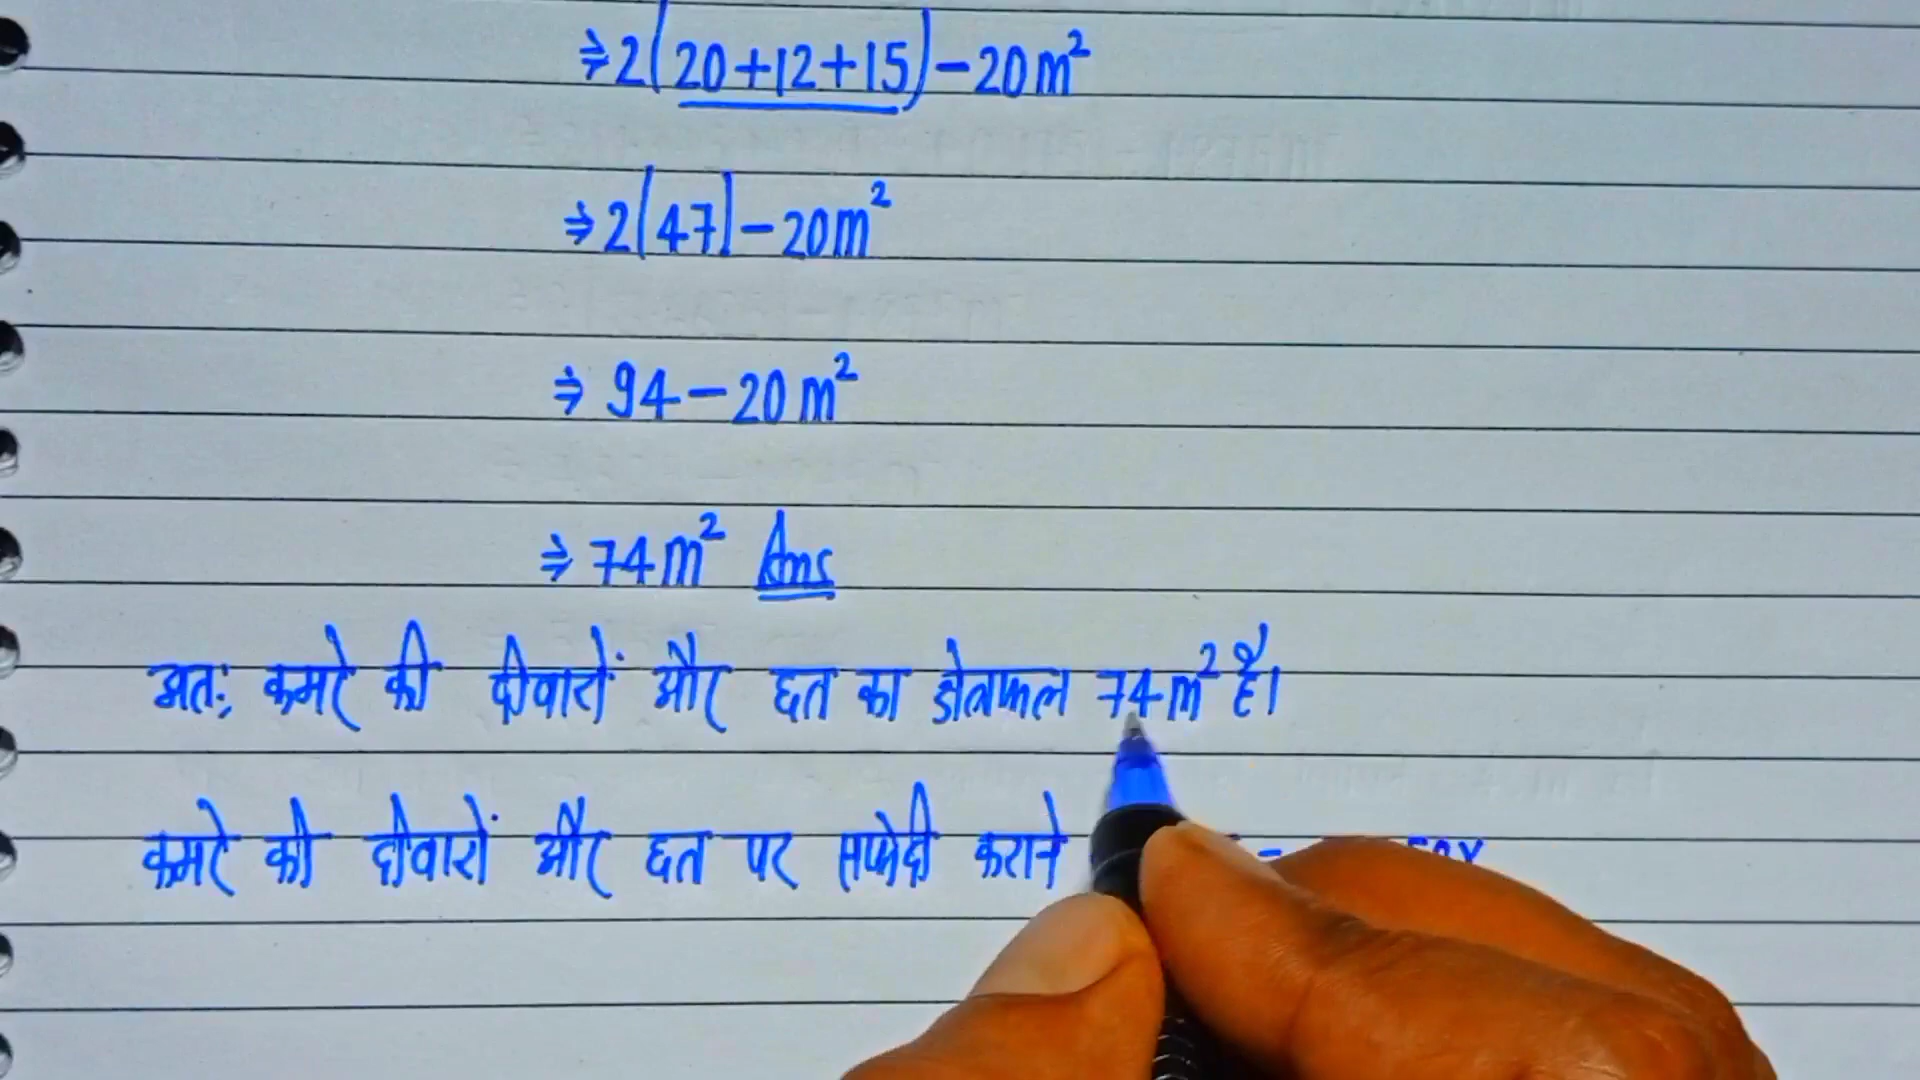 ⇒ 2(20+12+15) - 20m²
⇒ 2(47) - 20m²
⇒ 94 - 20m²
⇒ 74m² Ans
अतः, कमरे की दीवारों और छत का क्षेत्रफल 74m² है।
कमरे की दीवारों और छत पर सफेदी कराने